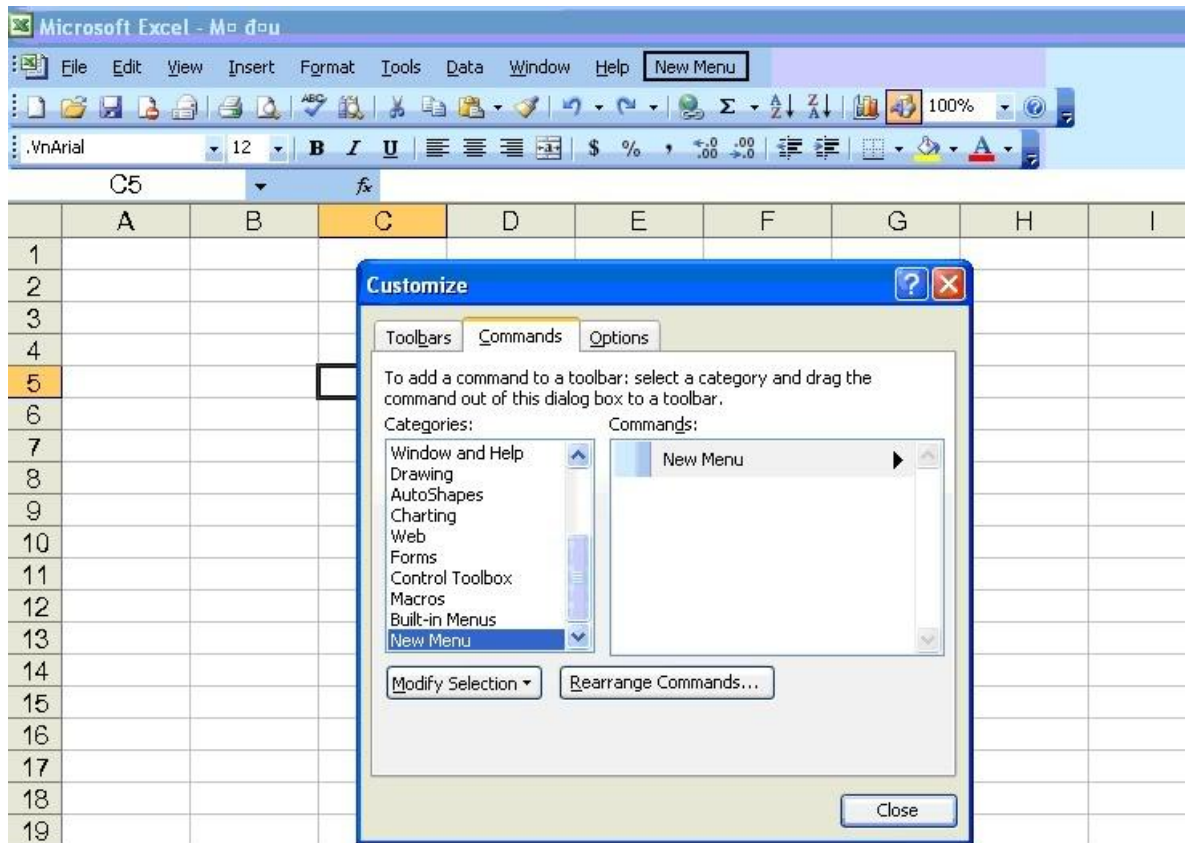 Microsoft Excel - M¤ đ¤u
File Edit View Insert Format Tools Data Window Help New Menu
100%
.VnArial 12 B I U $ % ,
C5 fx
A B C D E F G H I
1
2
Customize
3
Toolbars Commands Options
4
5
To add a command to a toolbar: select a category and drag the
command out of this dialog box to a toolbar.
6
Categories: Commands:
7
Window and Help New Menu
8
Drawing
AutoShapes
9
Charting
10
Web
Forms
11
Control Toolbox
12
Macros
Built-in Menus
13
New Menu
14
Modify Selection Rearrange Commands...
15
16
17
18
Close
19